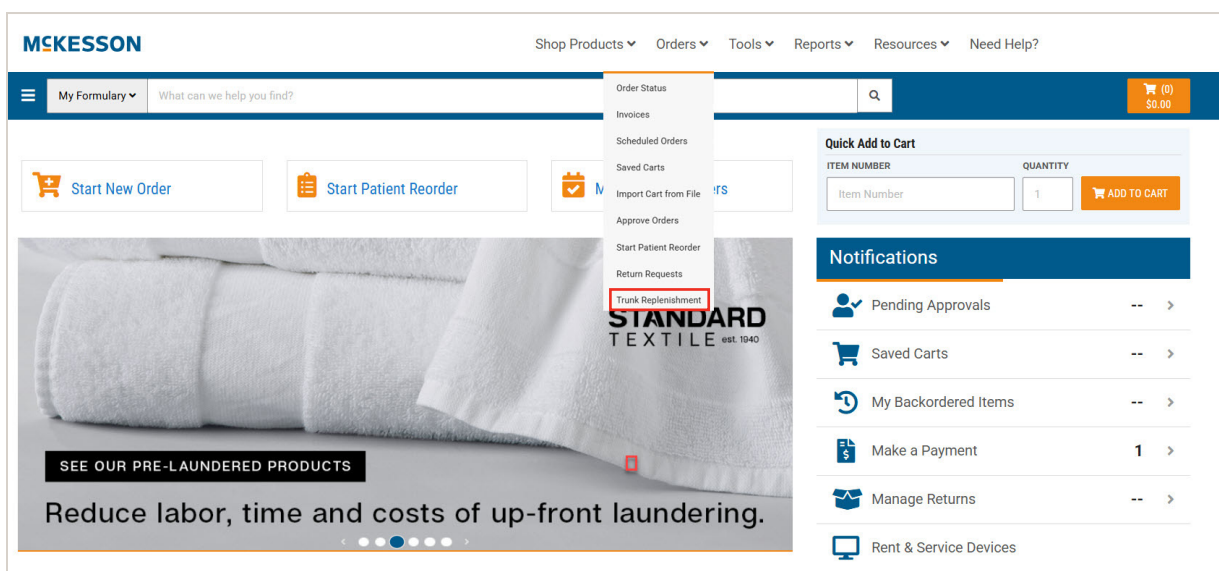 MCKESSON
Shop Products Orders Tools Reports Resources Need Help?
My Formulary What can we help you find? (0)
$0.00
Order Status
Invoices
Scheduled Orders
Saved Carts
Import Cart from File
Approve Orders
Start Patient Reorder
Return Requests
Trunk Replenishment
Start New Order Start Patient Reorder M ers
Quick Add to Cart
ITEM NUMBER QUANTITY
Item Number 1 ADD TO CART
STANDARD
TEXTILE est. 1940
SEE OUR PRE-LAUNDERED PRODUCTS
Reduce labor, time and costs of up-front laundering.
Notifications
Pending Approvals --
Saved Carts --
My Backordered Items --
Make a Payment 1
Manage Returns --
Rent & Service Devices